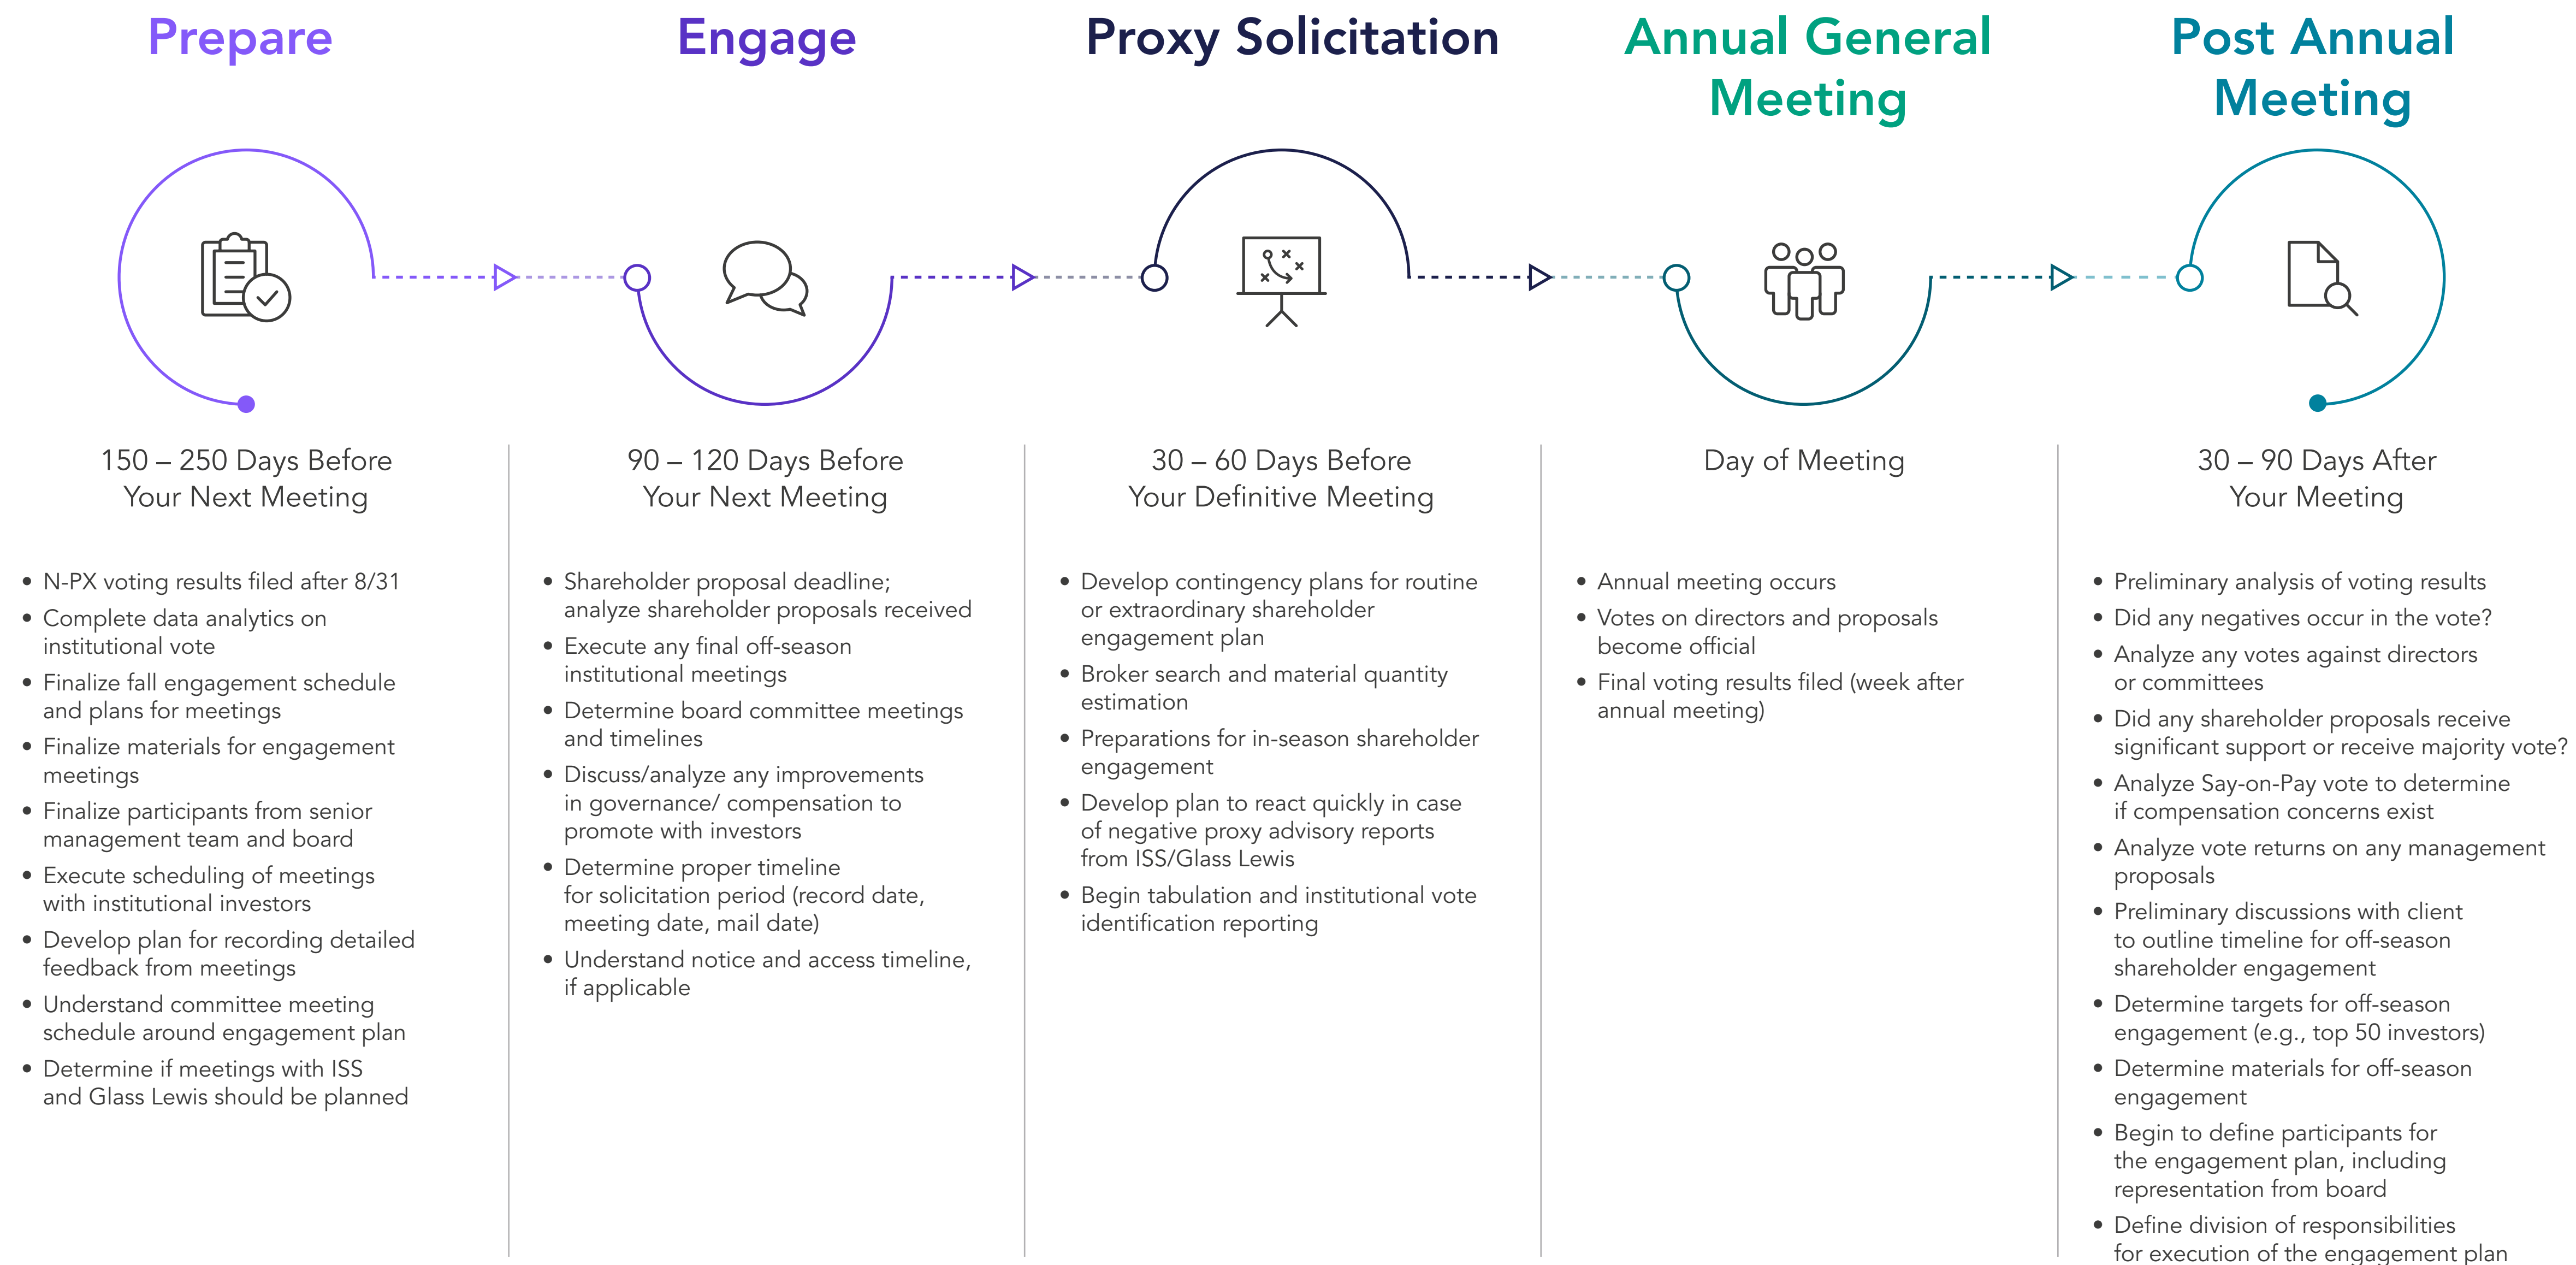 Prepare
150 – 250 Days Before
Your Next Meeting
• N-PX voting results filed after 8/31
• Complete data analytics on
institutional vote
• Finalize fall engagement schedule
and plans for meetings
• Finalize materials for engagement
meetings
• Finalize participants from senior
management team and board
• Execute scheduling of meetings
with institutional investors
• Develop plan for recording detailed
feedback from meetings
• Understand committee meeting
schedule around engagement plan
• Determine if meetings with ISS
and Glass Lewis should be planned
Engage
90 – 120 Days Before
Your Next Meeting
• Shareholder proposal deadline;
analyze shareholder proposals received
• Execute any final off-season
institutional meetings
• Determine board committee meetings
and timelines
• Discuss/analyze any improvements
in governance/ compensation to
promote with investors
• Determine proper timeline
for solicitation period (record date,
meeting date, mail date)
• Understand notice and access timeline,
if applicable
Proxy Solicitation
30 – 60 Days Before
Your Definitive Meeting
• Develop contingency plans for routine
or extraordinary shareholder
engagement plan
• Broker search and material quantity
estimation
• Preparations for in-season shareholder
engagement
• Develop plan to react quickly in case
of negative proxy advisory reports
from ISS/Glass Lewis
• Begin tabulation and institutional vote
identification reporting
Annual General
Meeting
Day of Meeting
• Annual meeting occurs
• Votes on directors and proposals
become official
• Final voting results filed (week after
annual meeting)
Post Annual
Meeting
30 – 90 Days After
Your Meeting
• Preliminary analysis of voting results
• Did any negatives occur in the vote?
• Analyze any votes against directors
or committees
• Did any shareholder proposals receive
significant support or receive majority vote?
• Analyze Say-on-Pay vote to determine
if compensation concerns exist
• Analyze vote returns on any management
proposals
• Preliminary discussions with client
to outline timeline for off-season
shareholder engagement
• Determine targets for off-season
engagement (e.g., top 50 investors)
• Determine materials for off-season
engagement
• Begin to define participants for
the engagement plan, including
representation from board
• Define division of responsibilities
for execution of the engagement plan